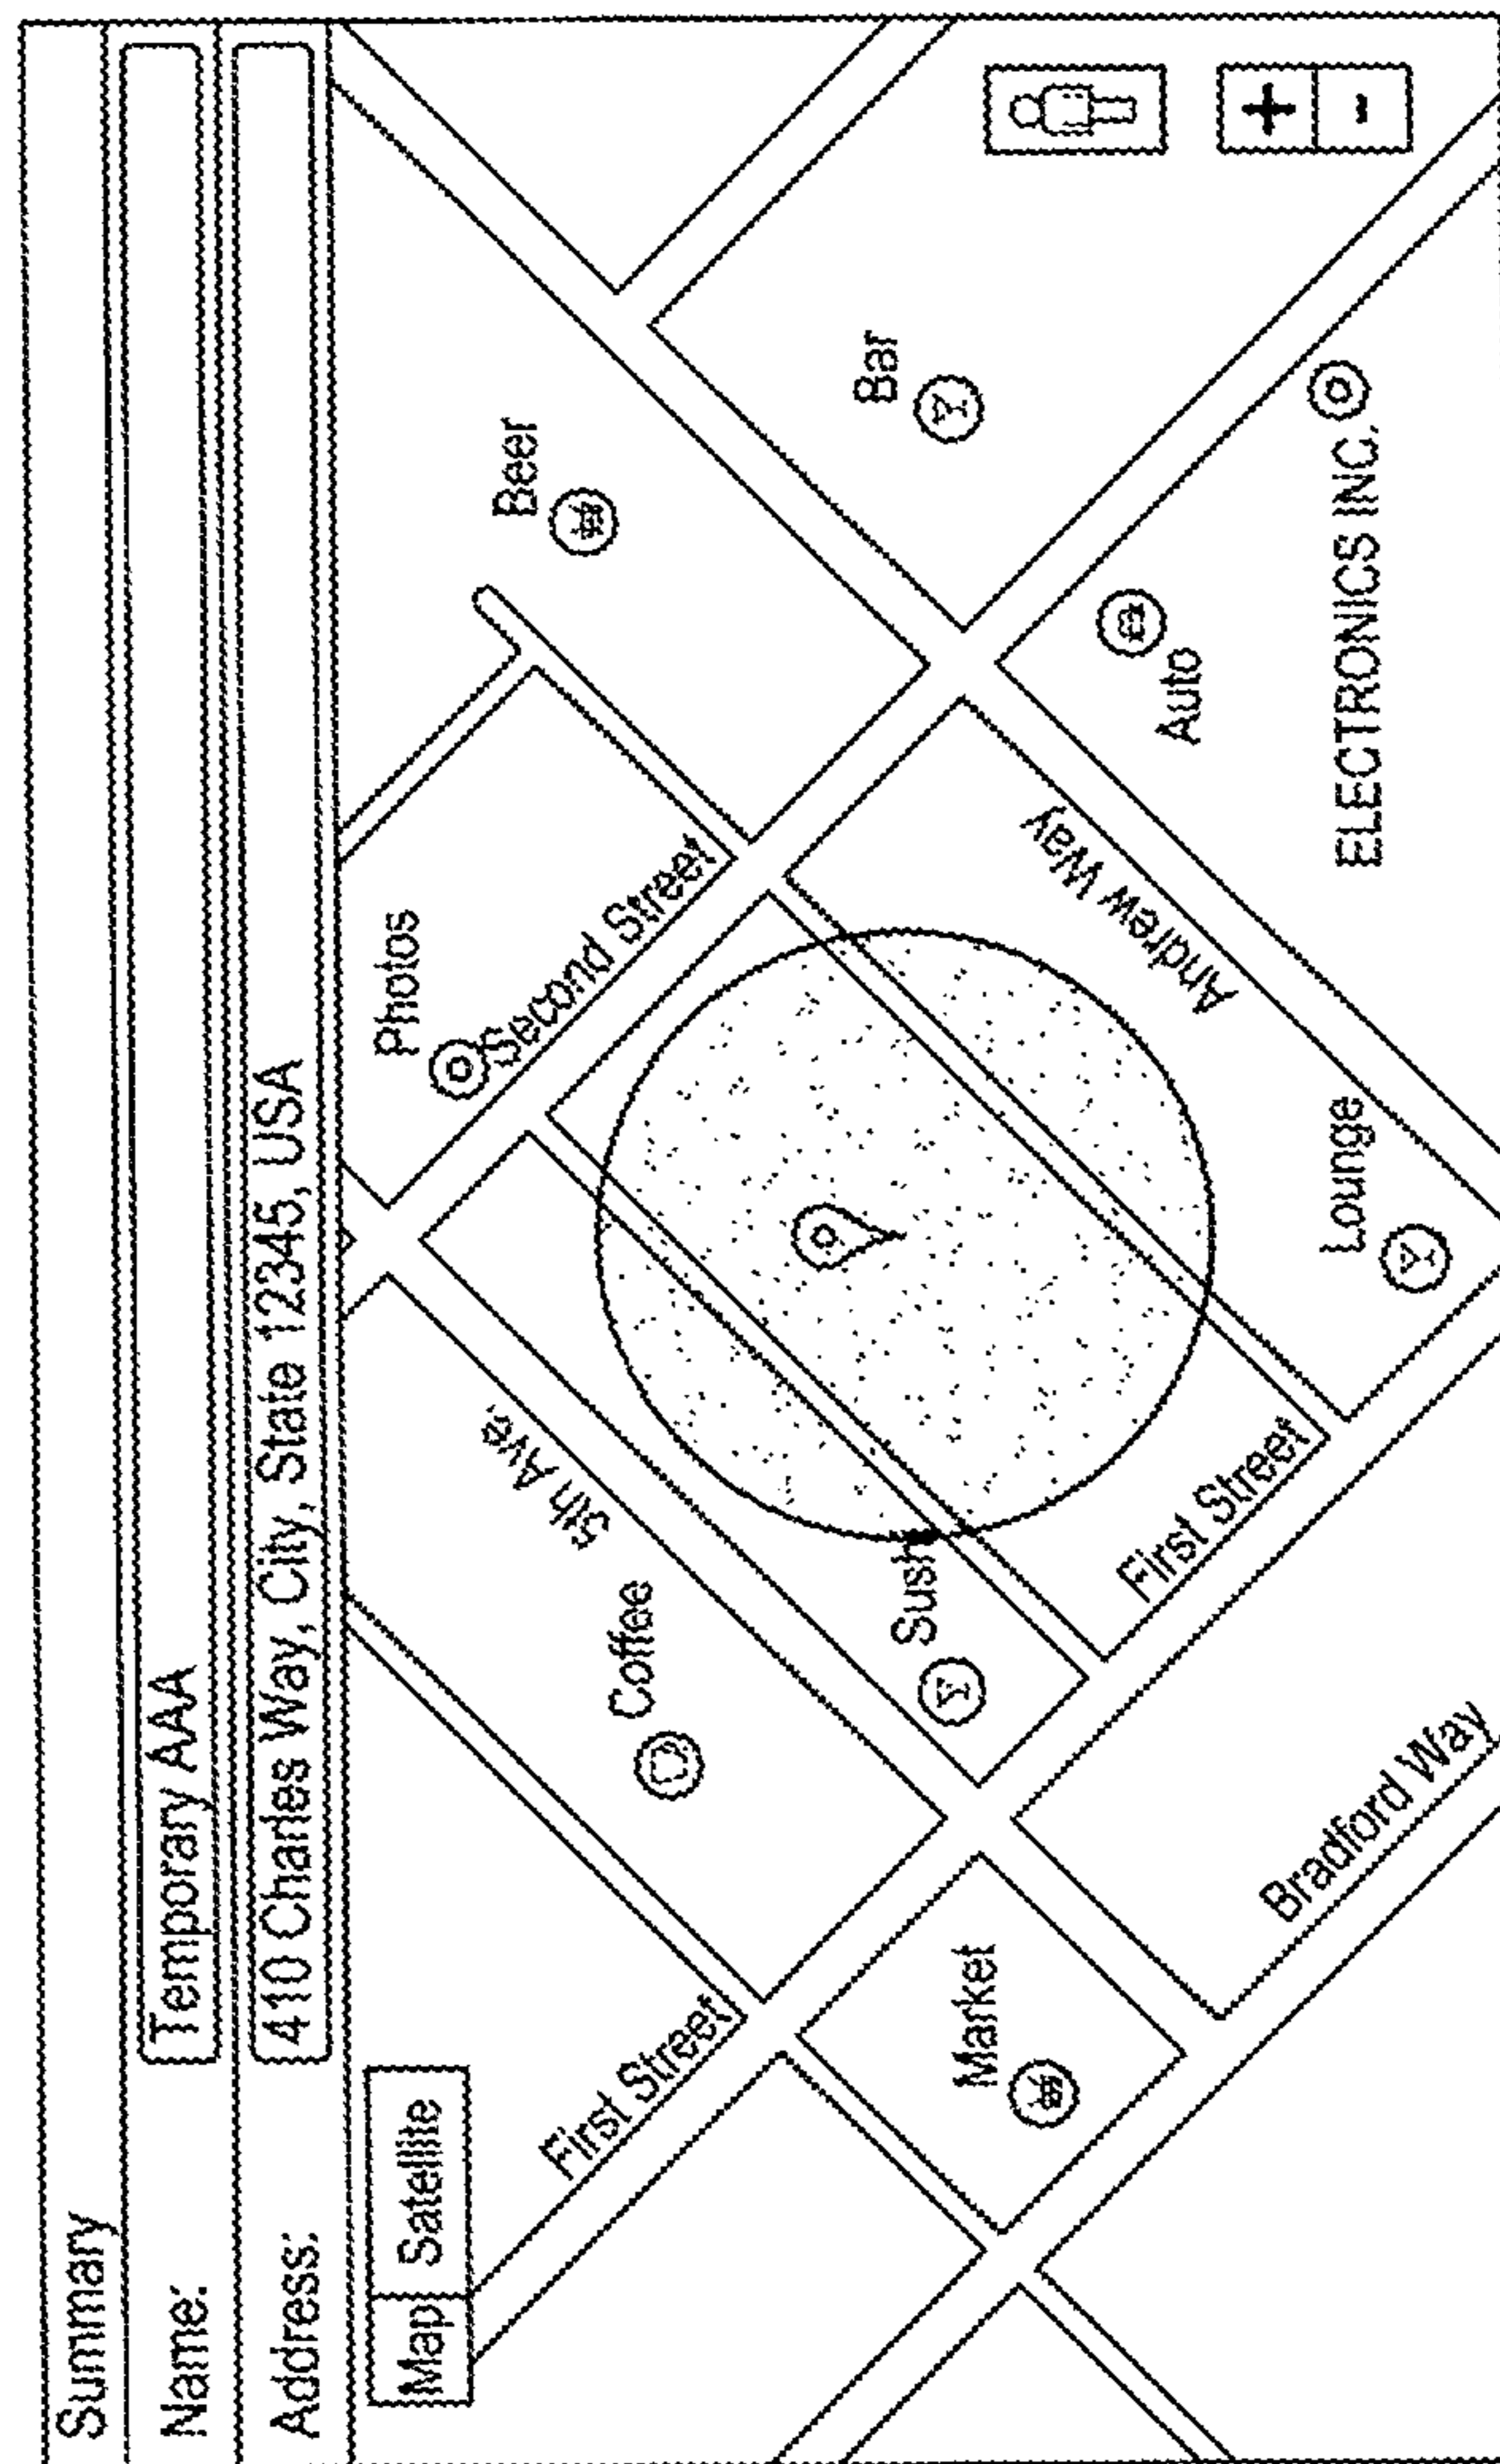 Summary
Name: Temporary AAA
Address: 410 Charles Way, City, State 12345, USA
Map Satellite
Photos
Second Street
Beer
First Street
5th Ave.
Coffee
Bar
Sush
Market
Andrew Way
Auto
First Street
Lounge
ELECTRONICS INC.
Bradford Way
+
-